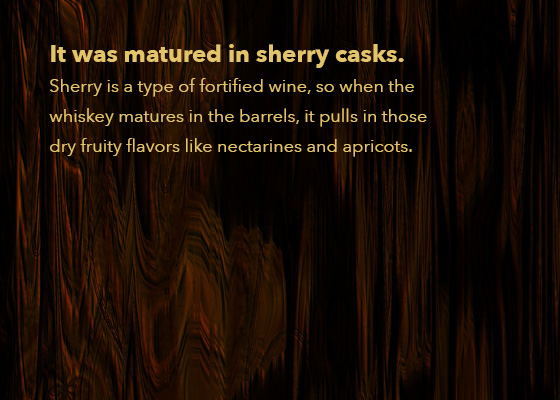 It was matured in sherry casks.
Sherry is a type of fortified wine, so when the
whiskey matures in the barrels, it pulls in those
dry fruity flavors like nectarines and apricots.